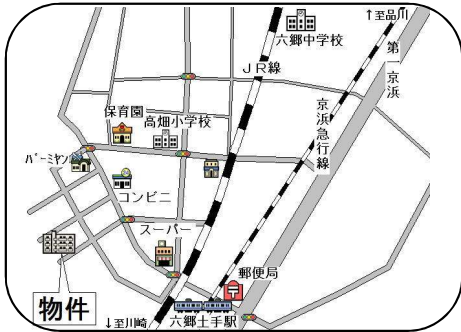 ↑至品川
六郷中学校
第一京浜
JR線
保育園
高畑小学校
京浜急行線
バーミヤン
コンビニ
スーパー
郵便局
物件
↓至川崎
六郷土手駅